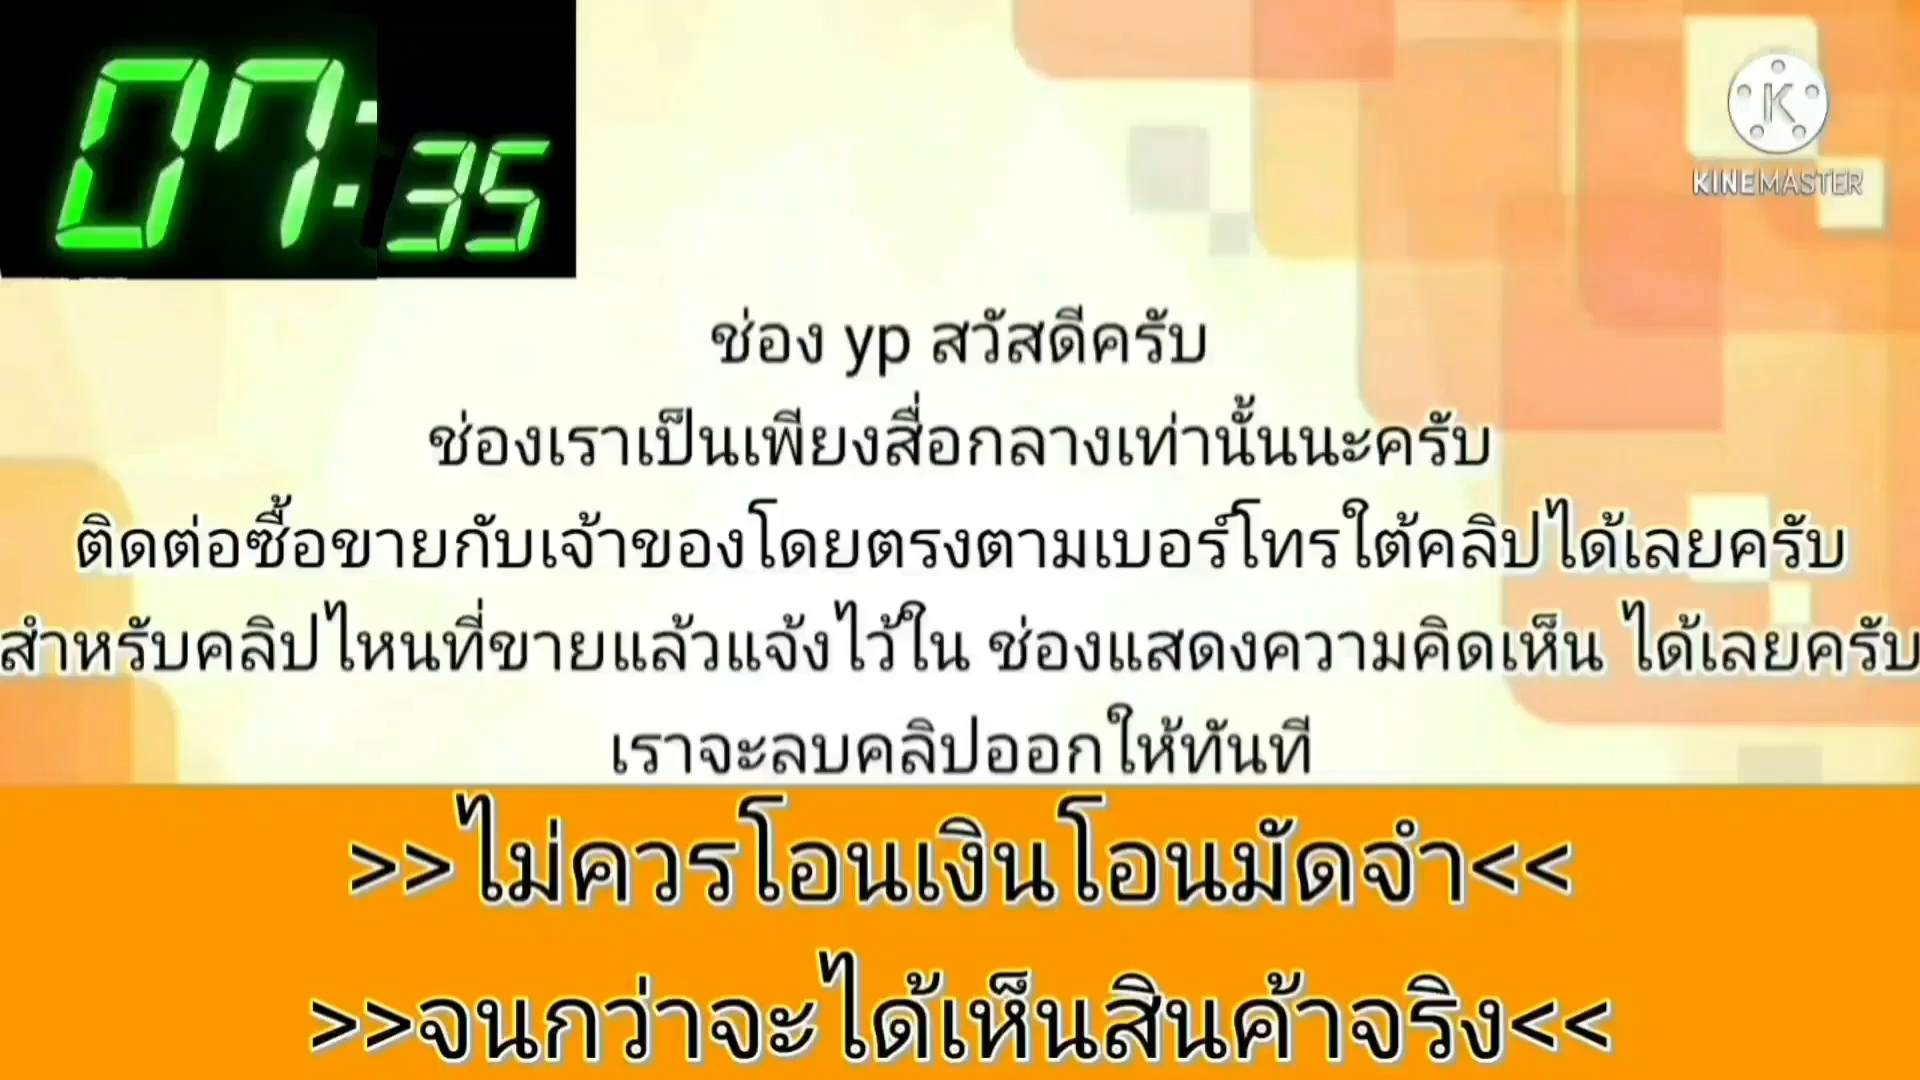 07:35
KINEMASTER
ช่อง yp สวัสดีครับ
ช่องเราเป็นเพียงสื่อกลางเท่านั้นนะครับ
ติดต่อซื้อขายกับเจ้าของโดยตรงตามเบอร์โทรใต้คลิปได้เลยครับ
สำหรับคลิปไหนที่ขายแล้วแจ้งไว้ใน ช่องแสดงความคิดเห็น ได้เลยครับ
เราจะลบคลิปออกให้ทันที
>>ไม่ควรโอนเงินโอนมัดจำ<<
>>จนกว่าจะได้เห็นสินค้าจริง<<